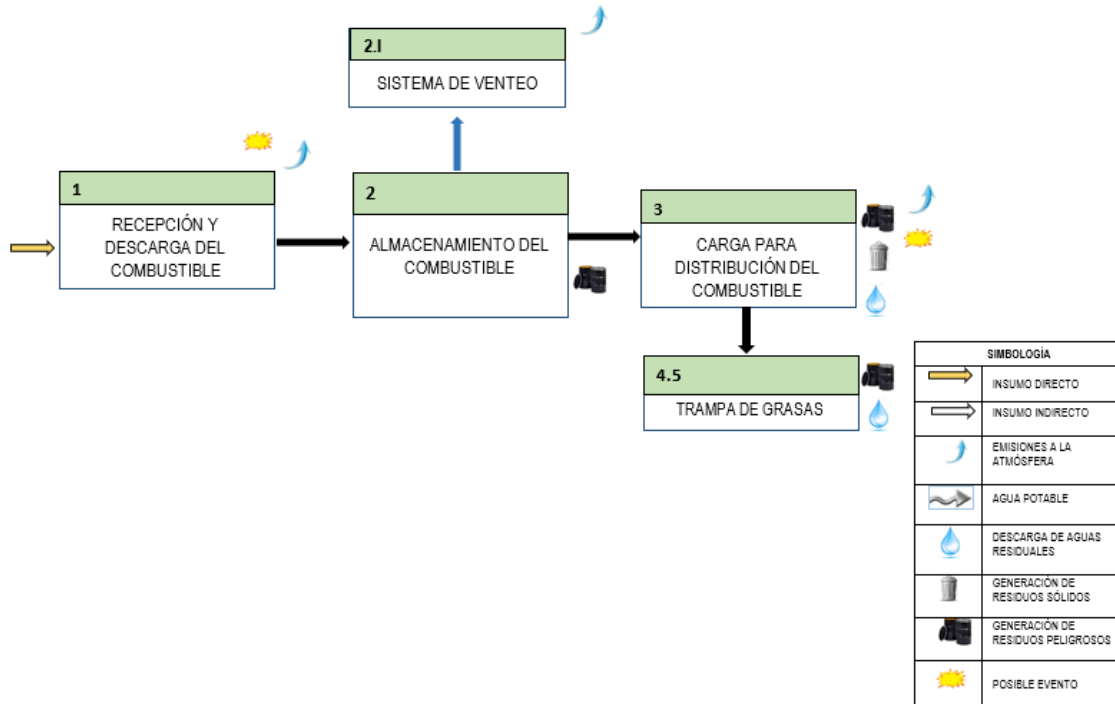 2.I
SISTEMA DE VENTEO
1
RECEPCIÓN Y
DESCARGA DEL
COMBUSTIBLE
2
ALMACENAMIENTO DEL
COMBUSTIBLE
3
CARGA PARA
DISTRIBUCIÓN DEL
COMBUSTIBLE
4.5
TRAMPA DE GRASAS
SIMBOLOGÍA
INSUMO DIRECTO
INSUMO INDIRECTO
EMISIONES A LA
ATMÓSFERA
AGUA POTABLE
DESCARGA DE AGUAS
RESIDUALES
GENERACIÓN DE
RESIDUOS SÓLIDOS
GENERACIÓN DE
RESIDUOS PELIGROSOS
POSIBLE EVENTO